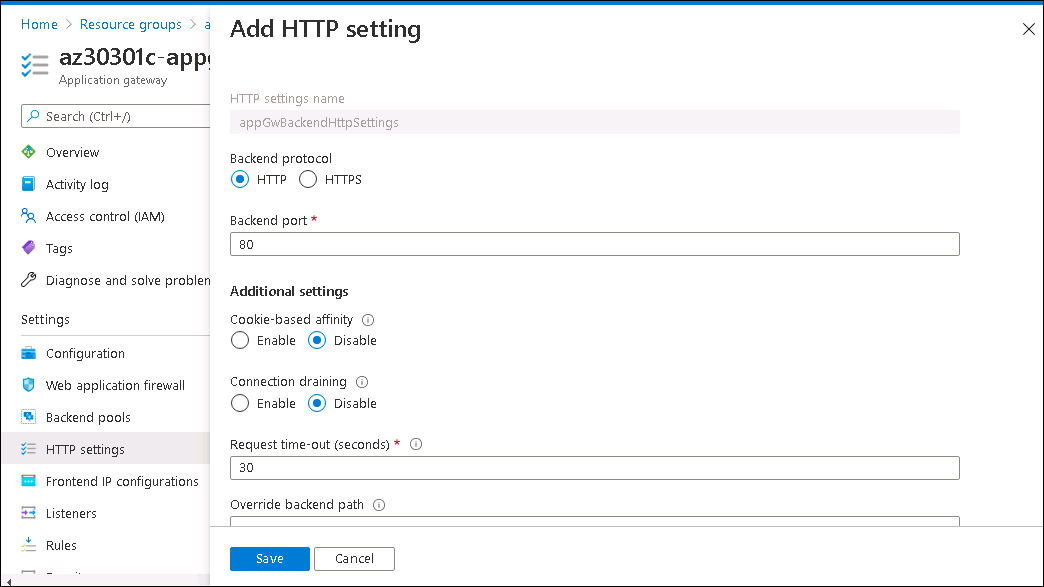 Home > Resource groups > a
az30301c-appg
Application gateway
Search (Ctrl+/)
Overview
Activity log
Access control (IAM)
Tags
Diagnose and solve problem
Settings
Configuration
Web application firewall
Backend pools
HTTP settings
Frontend IP configurations
Listeners
Rules
Add HTTP setting
HTTP settings name
appGwBackendHttpSettings
Backend protocol
HTTP HTTPS
Backend port *
80
Additional settings
Cookie-based affinity
Enable Disable
Connection draining
Enable Disable
Request time-out (seconds) *
30
Override backend path
Save Cancel